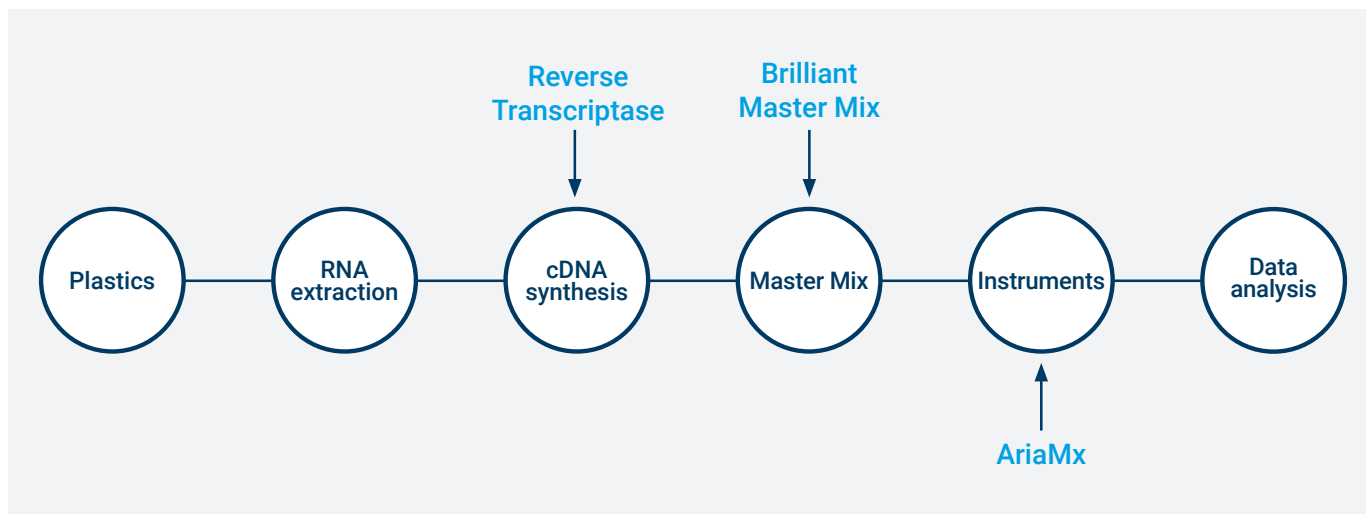 Reverse
Transcriptase
Brilliant
Master Mix
Plastics
RNA
extraction
cDNA
synthesis
Master Mix
Instruments
Data
analysis
AriaMx